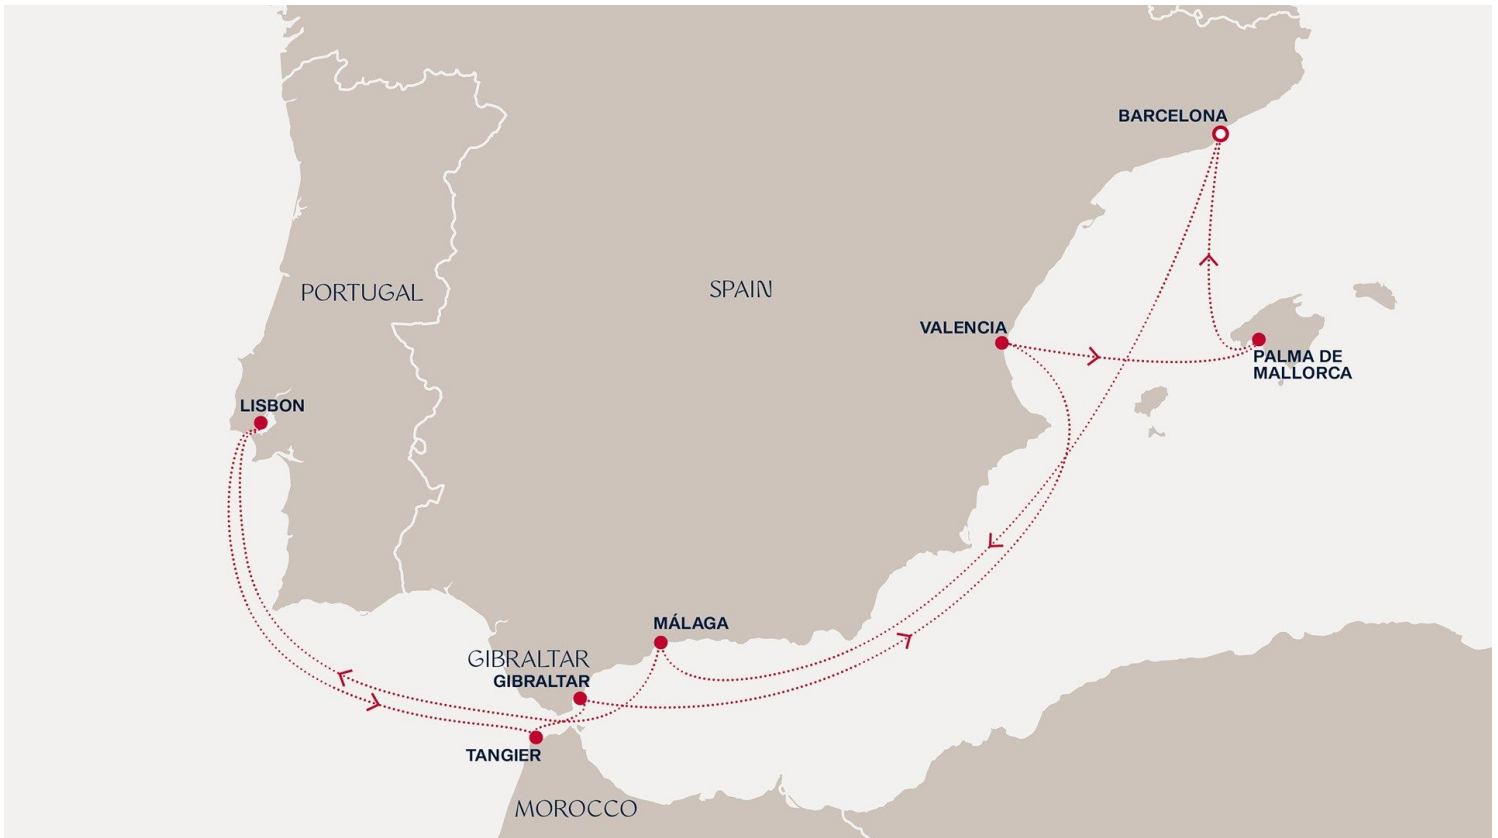 BARCELONA
PORTUGAL
SPAIN
VALENCIA
PALMA DE
MALLORCA
LISBON
MÁLAGA
GIBRALTAR
GIBRALTAR
TANGIER
MOROCCO